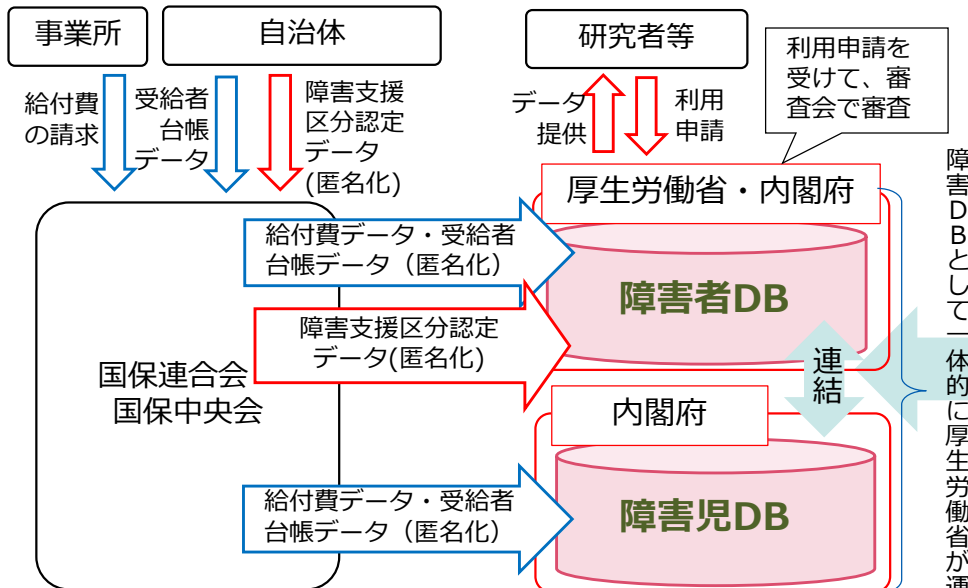 事業所
自治体
研究者等
利用申請を
受けて、審
査会で審査
給付費
の請求
受給者
台帳
データ
障害支援
区分認定
データ
(匿名化)
データ
提供
利用
申請
厚生労働省・内閣府
給付費データ・受給者
台帳データ（匿名化）
障害者DB
障害支援区分認定
データ(匿名化)
国保連合会
国保中央会
連結
内閣府
給付費データ・受給者
台帳データ（匿名化）
障害児DB
障害DBとして一体的に厚生労働省が運